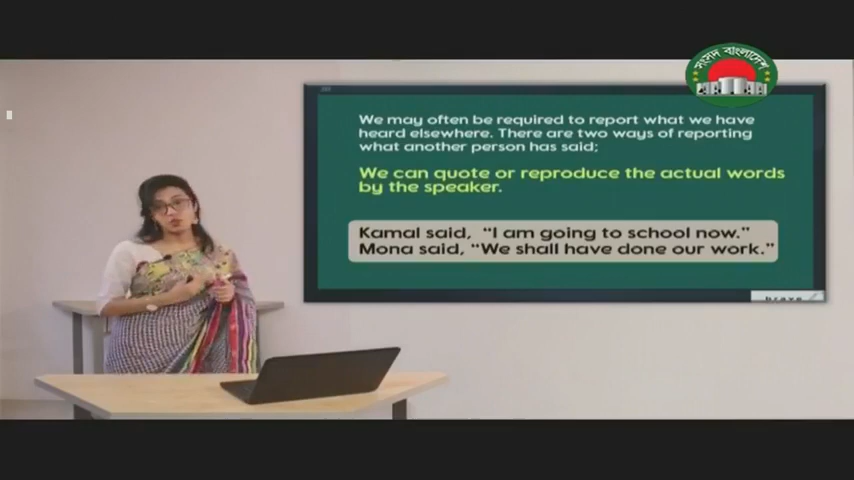 সংসদ বাংলাদেশ
We may often be required to report what we have
heard elsewhere. There are two ways of reporting
what another person has said;
We can quote or reproduce the actual words
by the speaker.
Kamal said, “I am going to school now.”
Mona said, “We shall have done our work.”